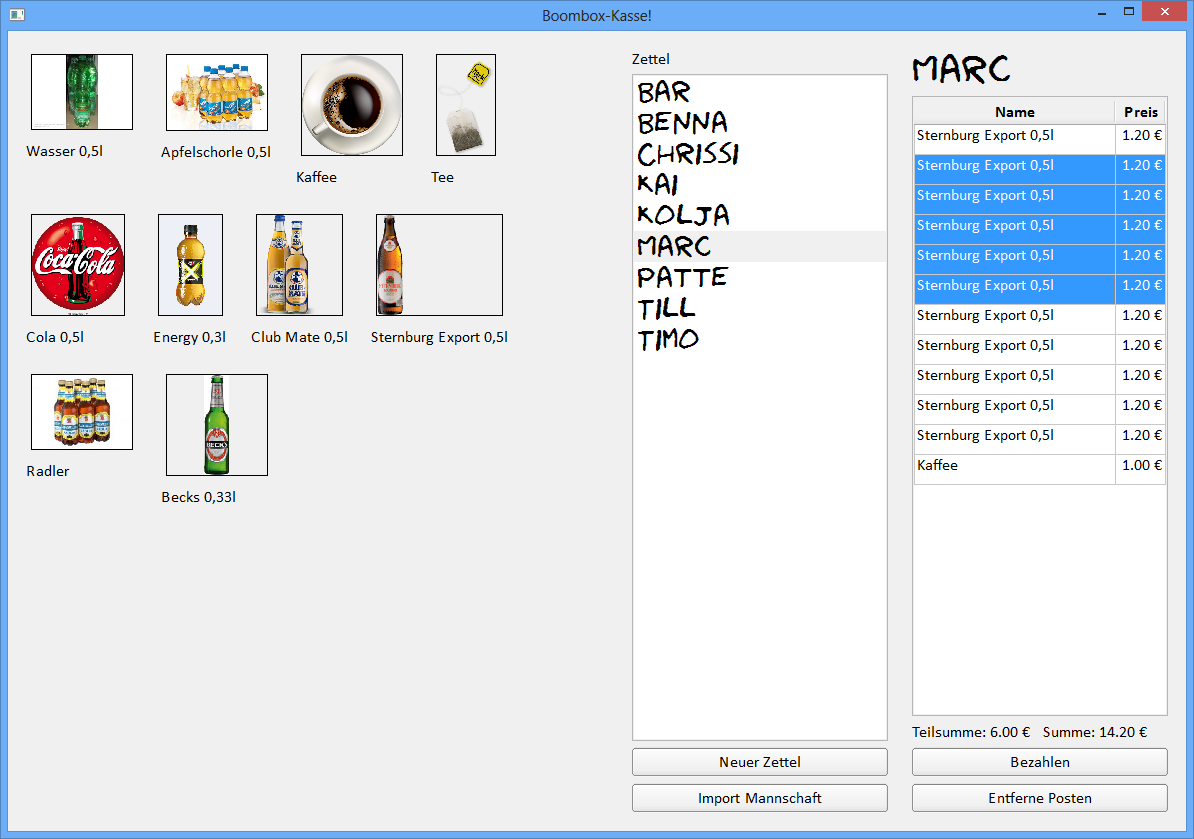 Boombox-Kasse!
Wasser 0,5l
Apfelschorle 0,5l
Kaffee
Tee
Coca-Cola
Cola 0,5l
Energy 0,3l
Club Mate 0,5l
Sternburg Export 0,5l
Radler
BECK'S
Becks 0,33l
Zettel
BAR
BENNA
CHRISSI
KAI
KOLJA
MARC
PATTE
TILL
TIMO
Neuer Zettel
Import Mannschaft
MARC
Name Preis
Sternburg Export 0,5l 1.20 €
Sternburg Export 0,5l 1.20 €
Sternburg Export 0,5l 1.20 €
Sternburg Export 0,5l 1.20 €
Sternburg Export 0,5l 1.20 €
Sternburg Export 0,5l 1.20 €
Sternburg Export 0,5l 1.20 €
Sternburg Export 0,5l 1.20 €
Sternburg Export 0,5l 1.20 €
Sternburg Export 0,5l 1.20 €
Sternburg Export 0,5l 1.20 €
Kaffee 1.00 €
Teilsumme: 6.00 € Summe: 14.20 €
Bezahlen
Entferne Posten